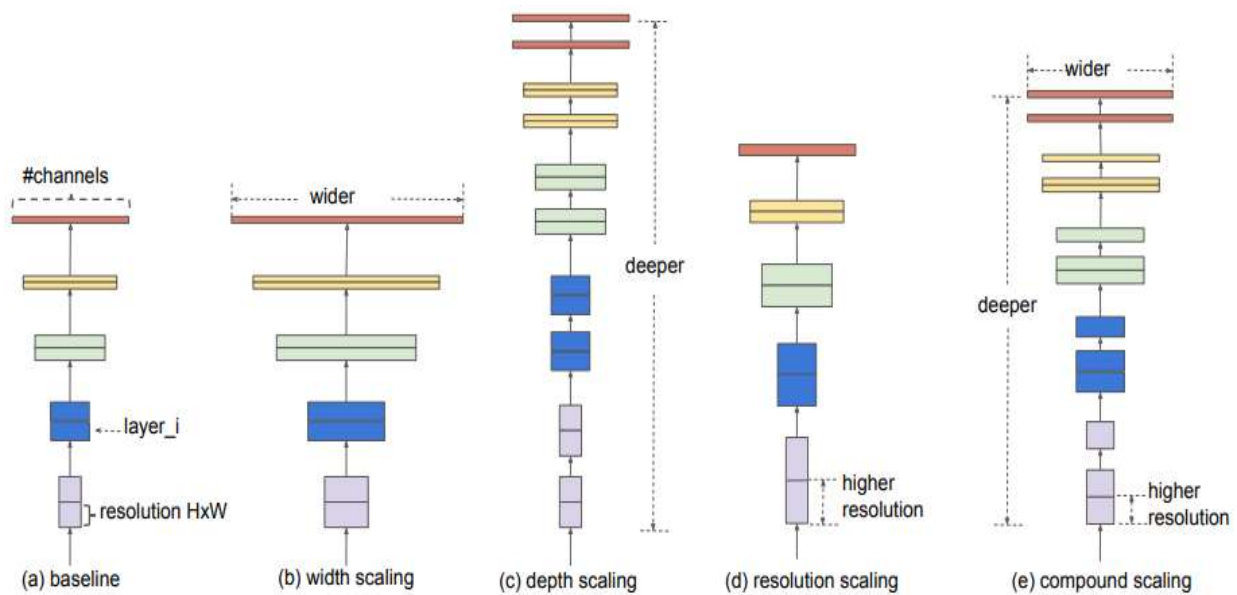 #channels
layer_i
resolution HxW
(a) baseline
wider
(b) width scaling
deeper
(c) depth scaling
higher
resolution
(d) resolution scaling
wider
deeper
higher
resolution
(e) compound scaling